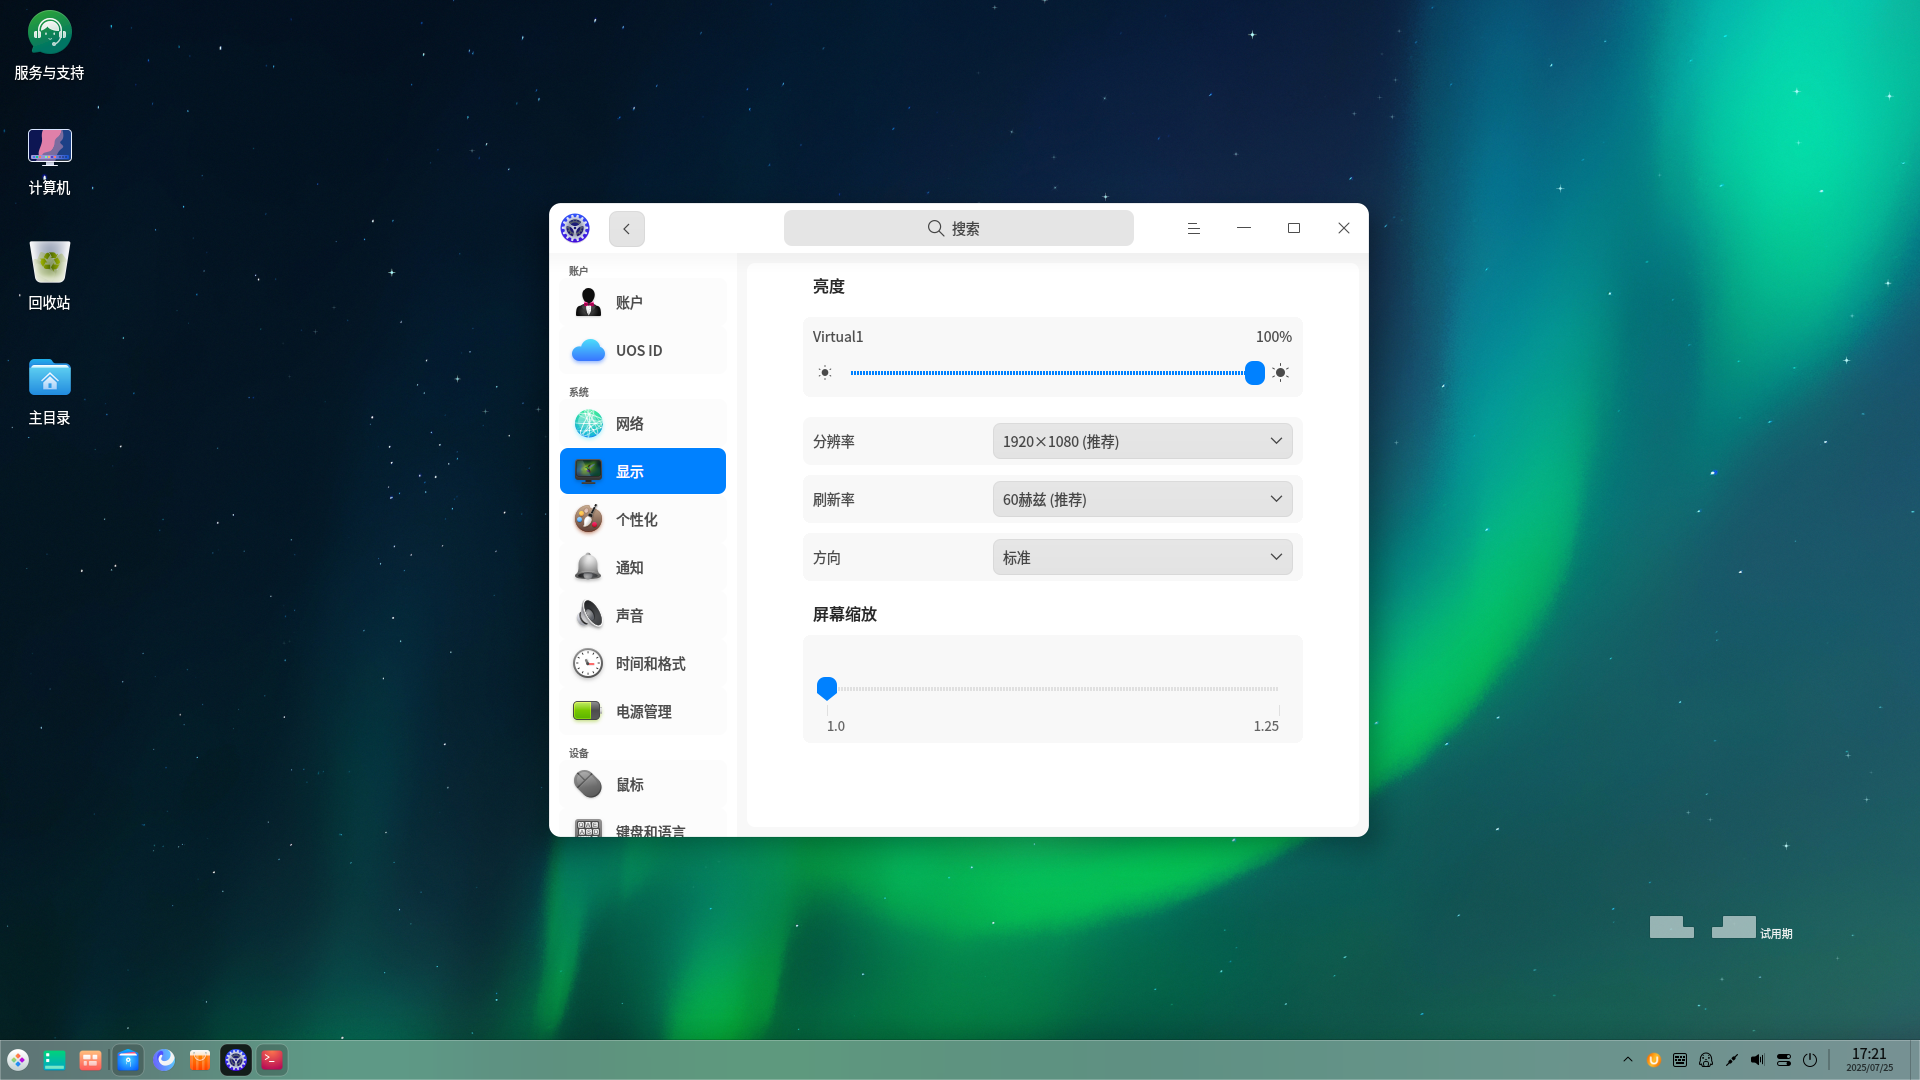 服务与支持
计算机
回收站
主目录
搜索
账户
账户
UOS ID
系统
网络
显示
个性化
通知
声音
时间和格式
电源管理
设备
鼠标
键盘和语言
亮度
Virtual1
100%
分辨率
1920×1080 (推荐)
刷新率
60赫兹 (推荐)
方向
标准
屏幕缩放
1.0
1.25
试用期
17:21
2025/07/25